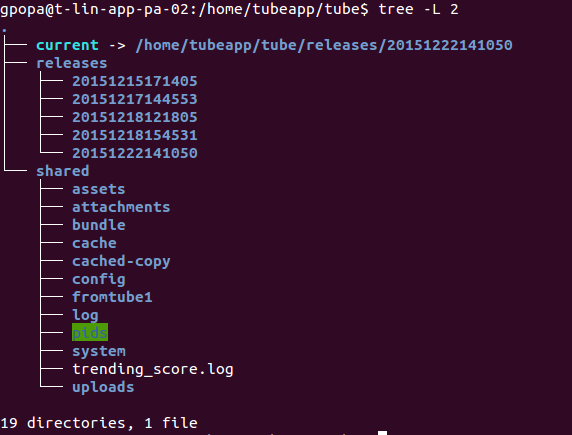 gpopa@t-lin-app-pa-02:/home/tubeapp/tube$ tree -L 2
.
├── current -> /home/tubeapp/tube/releases/20151222141050
├── releases
│   ├── 20151215171405
│   ├── 20151217144553
│   ├── 20151218121805
│   ├── 20151218154531
│   └── 20151222141050
└── shared
    ├── assets
    ├── attachments
    ├── bundle
    ├── cache
    ├── cached-copy
    ├── config
    ├── fromtube1
    ├── log
    ├── pids
    ├── system
    ├── trending_score.log
    └── uploads
19 directories, 1 file